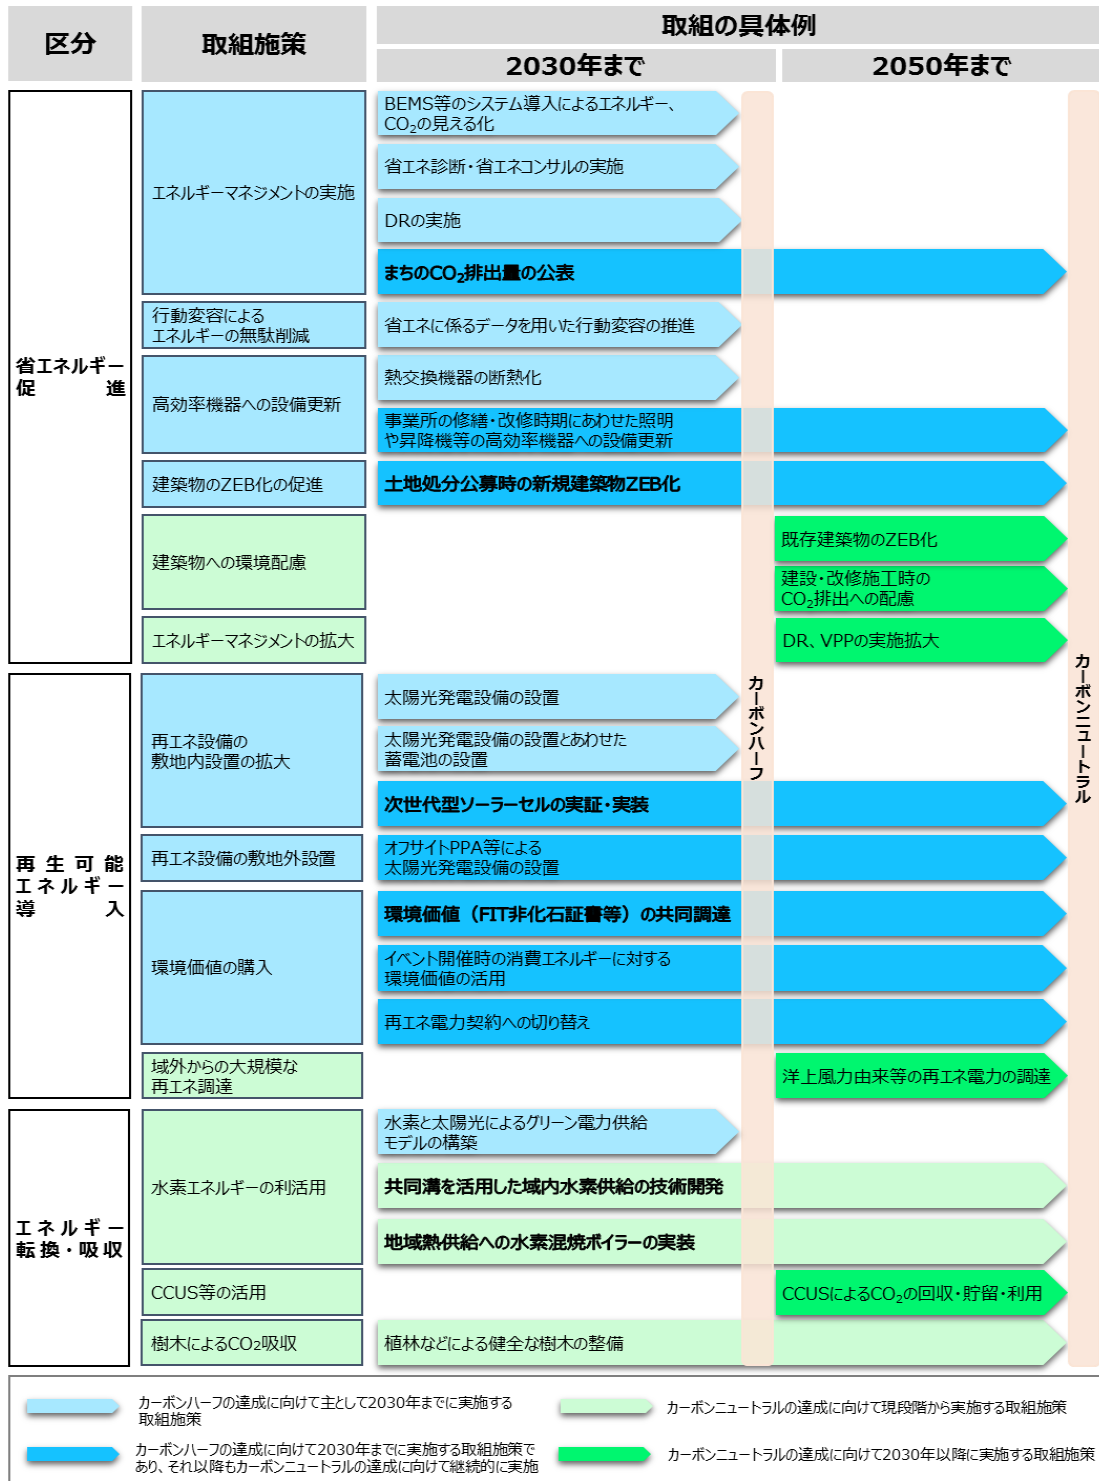 区分
取組施策
取組の具体例
2030年まで
2050年まで
省エネルギー
促進
エネルギーマネジメントの実施
BEMS等のシステム導入によるエネルギー、
CO₂の見える化
省エネ診断・省エネコンサルの実施
DRの実施
まちのCO₂排出量の公表
行動変容による
エネルギーの無駄削減
省エネに係るデータを用いた行動変容の推進
高効率機器への設備更新
熱交換機器の断熱化
事業所の修繕・改修時期にあわせた照明
や昇降機等の高効率機器への設備更新
建築物のZEB化の促進
土地処分公募時の新規建築物ZEB化
建築物への環境配慮
既存建築物のZEB化
建設・改修施工時の
CO₂排出への配慮
エネルギーマネジメントの拡大
DR、VPPの実施拡大
カーボンハーフ
カーボンニュートラル
再生可能
エネルギー
導入
再エネ設備の
敷地内設置の拡大
太陽光発電設備の設置
太陽光発電設備の設置とあわせた
蓄電池の設置
次世代型ソーラーセルの実証・実装
再エネ設備の敷地外設置
オフサイトPPA等による
太陽光発電設備の設置
環境価値の購入
環境価値（FIT非化石証書等）の共同調達
イベント開催時の消費エネルギーに対する
環境価値の活用
再エネ電力契約への切り替え
域外からの大規模な
再エネ調達
洋上風力由来等の再エネ電力の調達
エネルギー
転換・吸収
水素エネルギーの利活用
水素と太陽光によるグリーン電力供給
モデルの構築
共同溝を活用した域内水素供給の技術開発
地域熱供給への水素混焼ボイラーの実装
CCUS等の活用
CCUSによるCO₂の回収・貯留・利用
樹木によるCO₂吸収
植林などによる健全な樹木の整備
カーボンハーフの達成に向けて主として2030年までに実施する
取組施策
カーボンニュートラルの達成に向けて現段階から実施する取組施策
カーボンハーフの達成に向けて2030年までに実施する取組施策で
あり、それ以降もカーボンニュートラルの達成に向けて継続的に実施
カーボンニュートラルの達成に向けて2030年以降に実施する取組施策